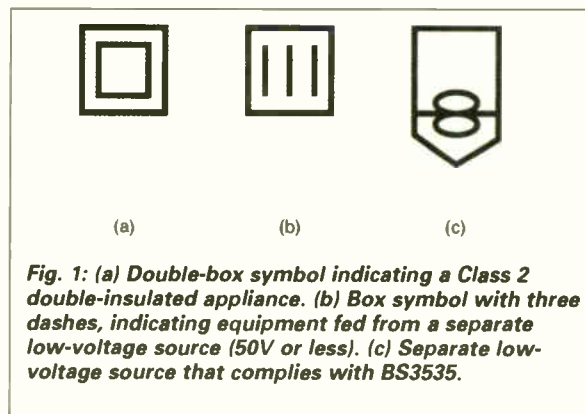 (a) (b) (c)
Fig. 1: (a) Double-box symbol indicating a Class 2
double-insulated appliance. (b) Box symbol with three
dashes, indicating equipment fed from a separate
low-voltage source (50V or less). (c) Separate low-
voltage source that complies with BS3535.